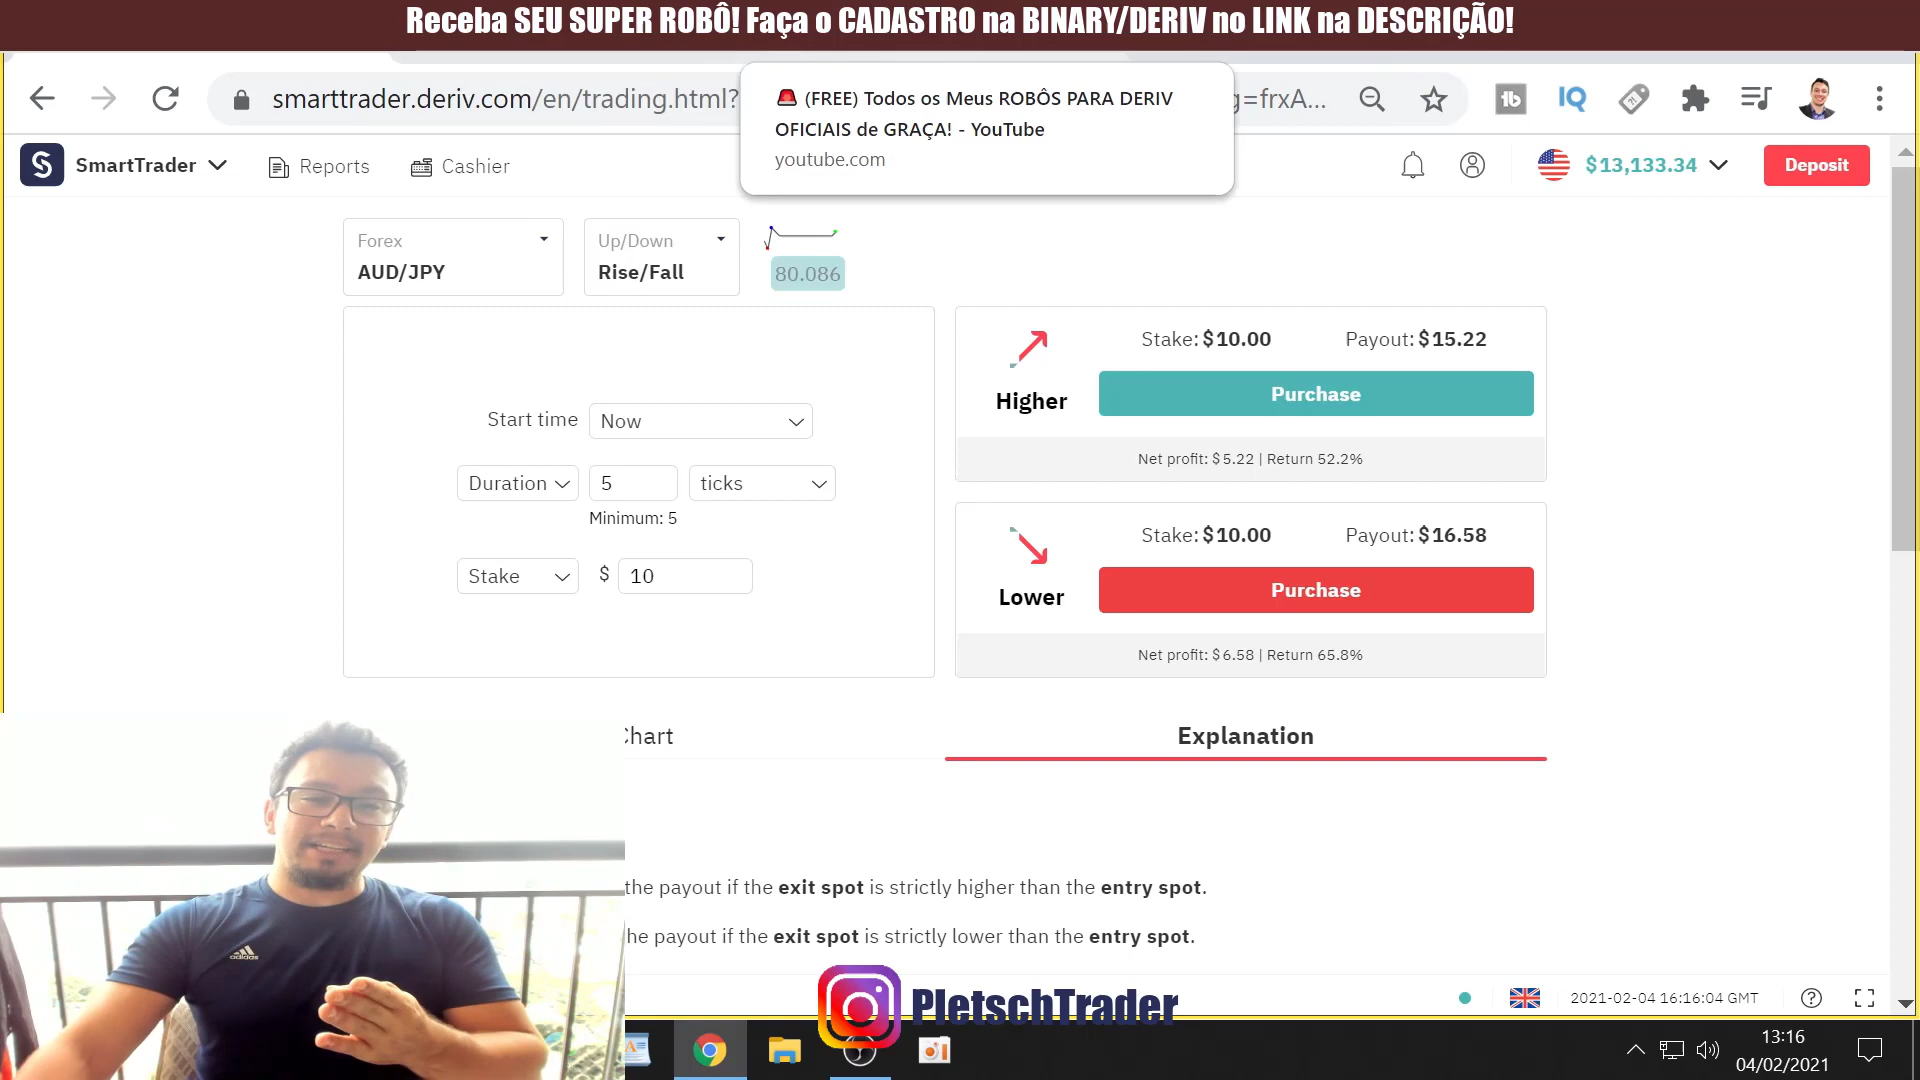 Receba SEU SUPER ROBÔ! Faça o CADASTRO na BINARY/DERIV no LINK na DESCRIÇÃO!
smarttrader.deriv.com/en/trading.html?
🚨 (FREE) Todos os Meus ROBÔS PARA DERIV
OFICIAIS de GRAÇA! - YouTube
youtube.com
g=frxA...
IQ
SmartTrader
Reports
Cashier
$13,133.34
Deposit
Forex
AUD/JPY
Up/Down
Rise/Fall
80.086
Start time
Now
Duration
5
ticks
Minimum: 5
Stake
$
10
Higher
Stake: $10.00
Payout: $15.22
Purchase
Net profit: $5.22 | Return 52.2%
Lower
Stake: $10.00
Payout: $16.58
Purchase
Net profit: $6.58 | Return 65.8%
Chart
Explanation
the payout if the exit spot is strictly higher than the entry spot.
he payout if the exit spot is strictly lower than the entry spot.
adidas
PletschTrader
2021-02-04 16:16:04 GMT
13:16
04/02/2021